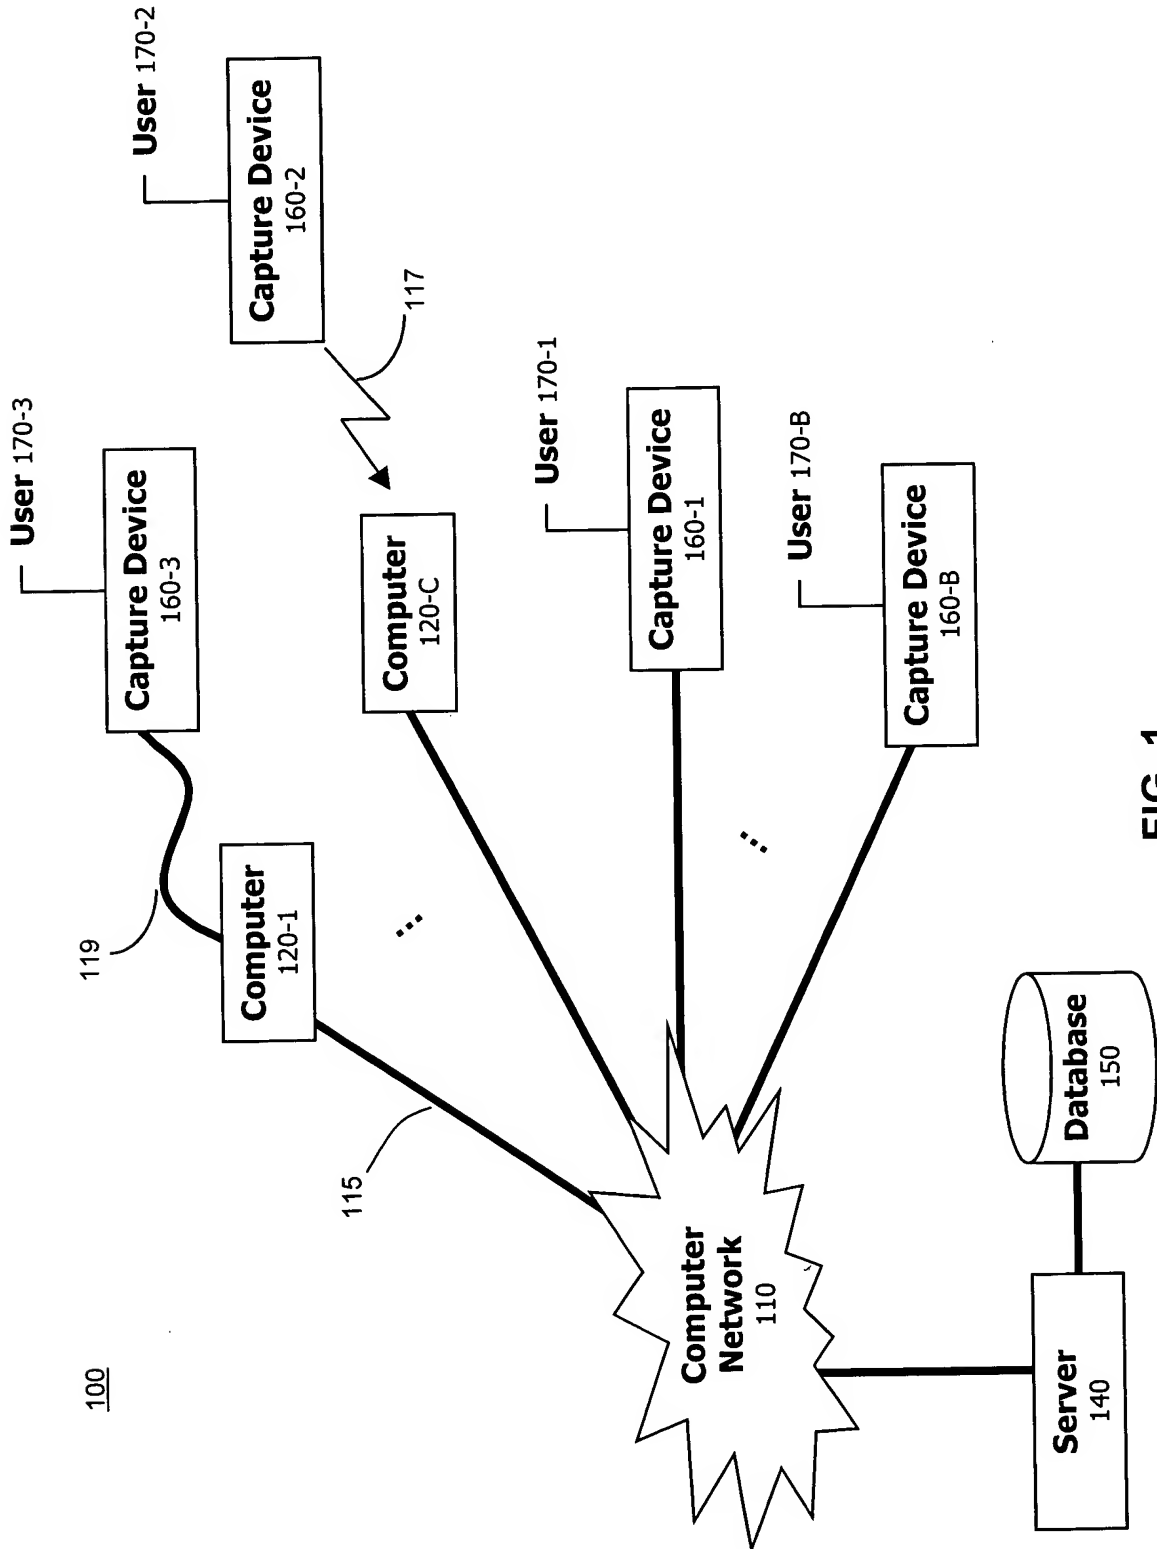 100
User 170-3
Capture Device
160-3
User 170-2
Capture Device
160-2
119
117
Computer
120-1
Computer
120-C
115
User 170-1
Capture Device
160-1
User 170-B
Capture Device
160-B
Computer
Network
110
Server
140
Database
150
FIG. 1